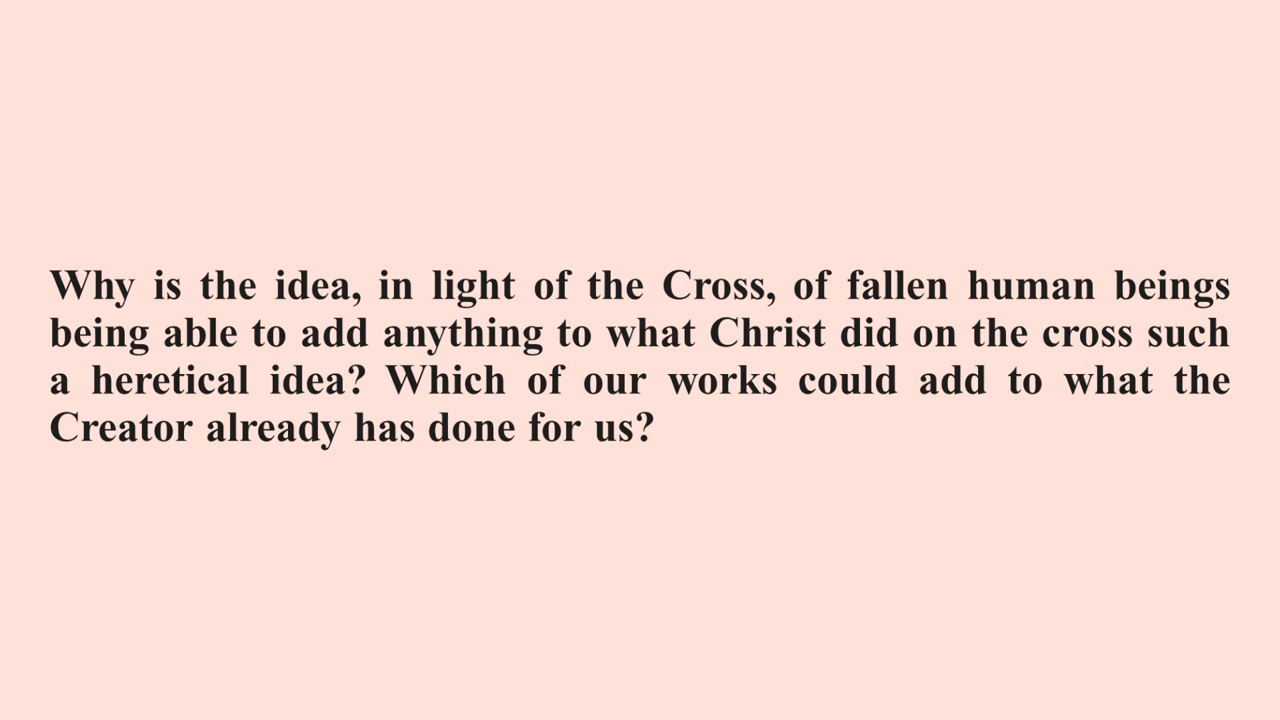 Why is the idea, in light of the Cross, of fallen human beings
being able to add anything to what Christ did on the cross such
a heretical idea? Which of our works could add to what the
Creator already has done for us?